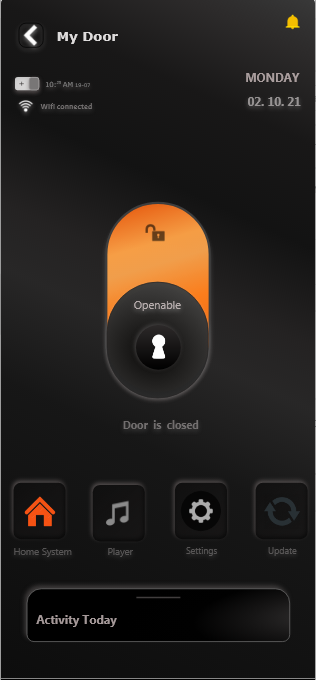 My Door
MONDAY
10:28 AM 19-07
02. 10. 21
Wifi connected
Openable
Door is closed
Home System
Player
Settings
Update
Activity Today